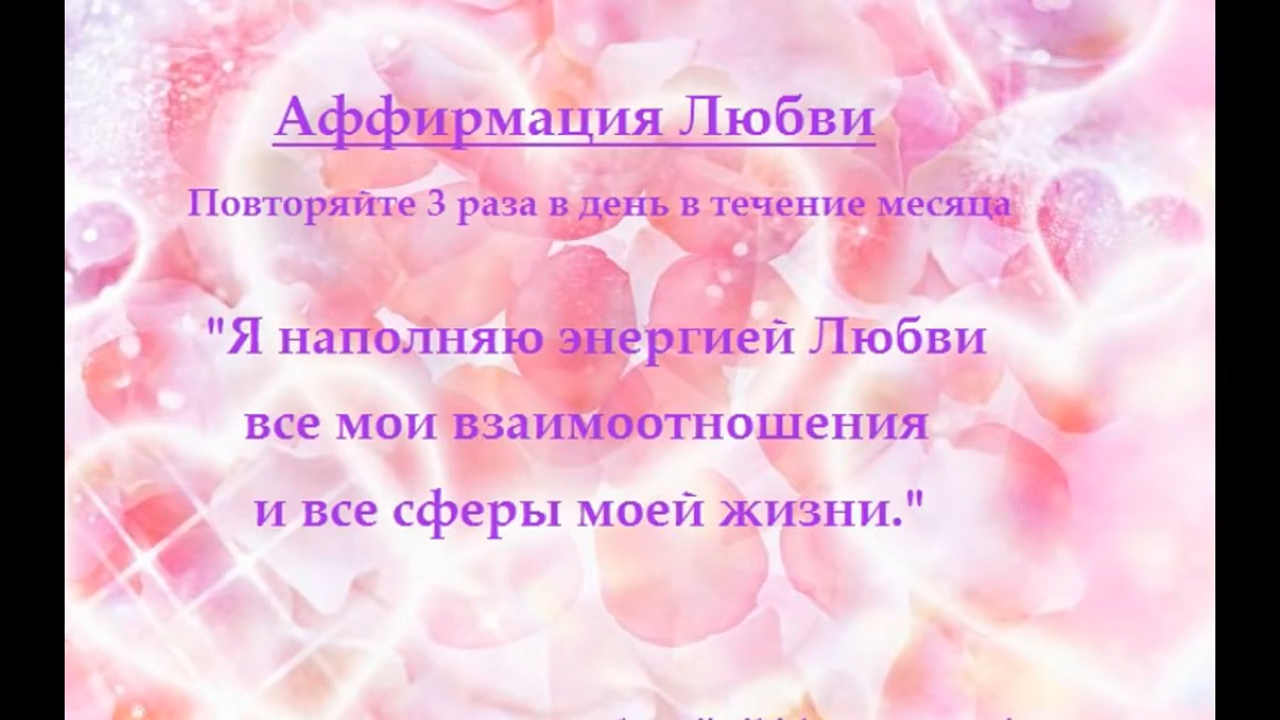 Аффирмация Любви
Повторяйте 3 раза в день в течение месяца
"Я наполняю энергией Любви
все мои взаимоотношения
и все сферы моей жизни."